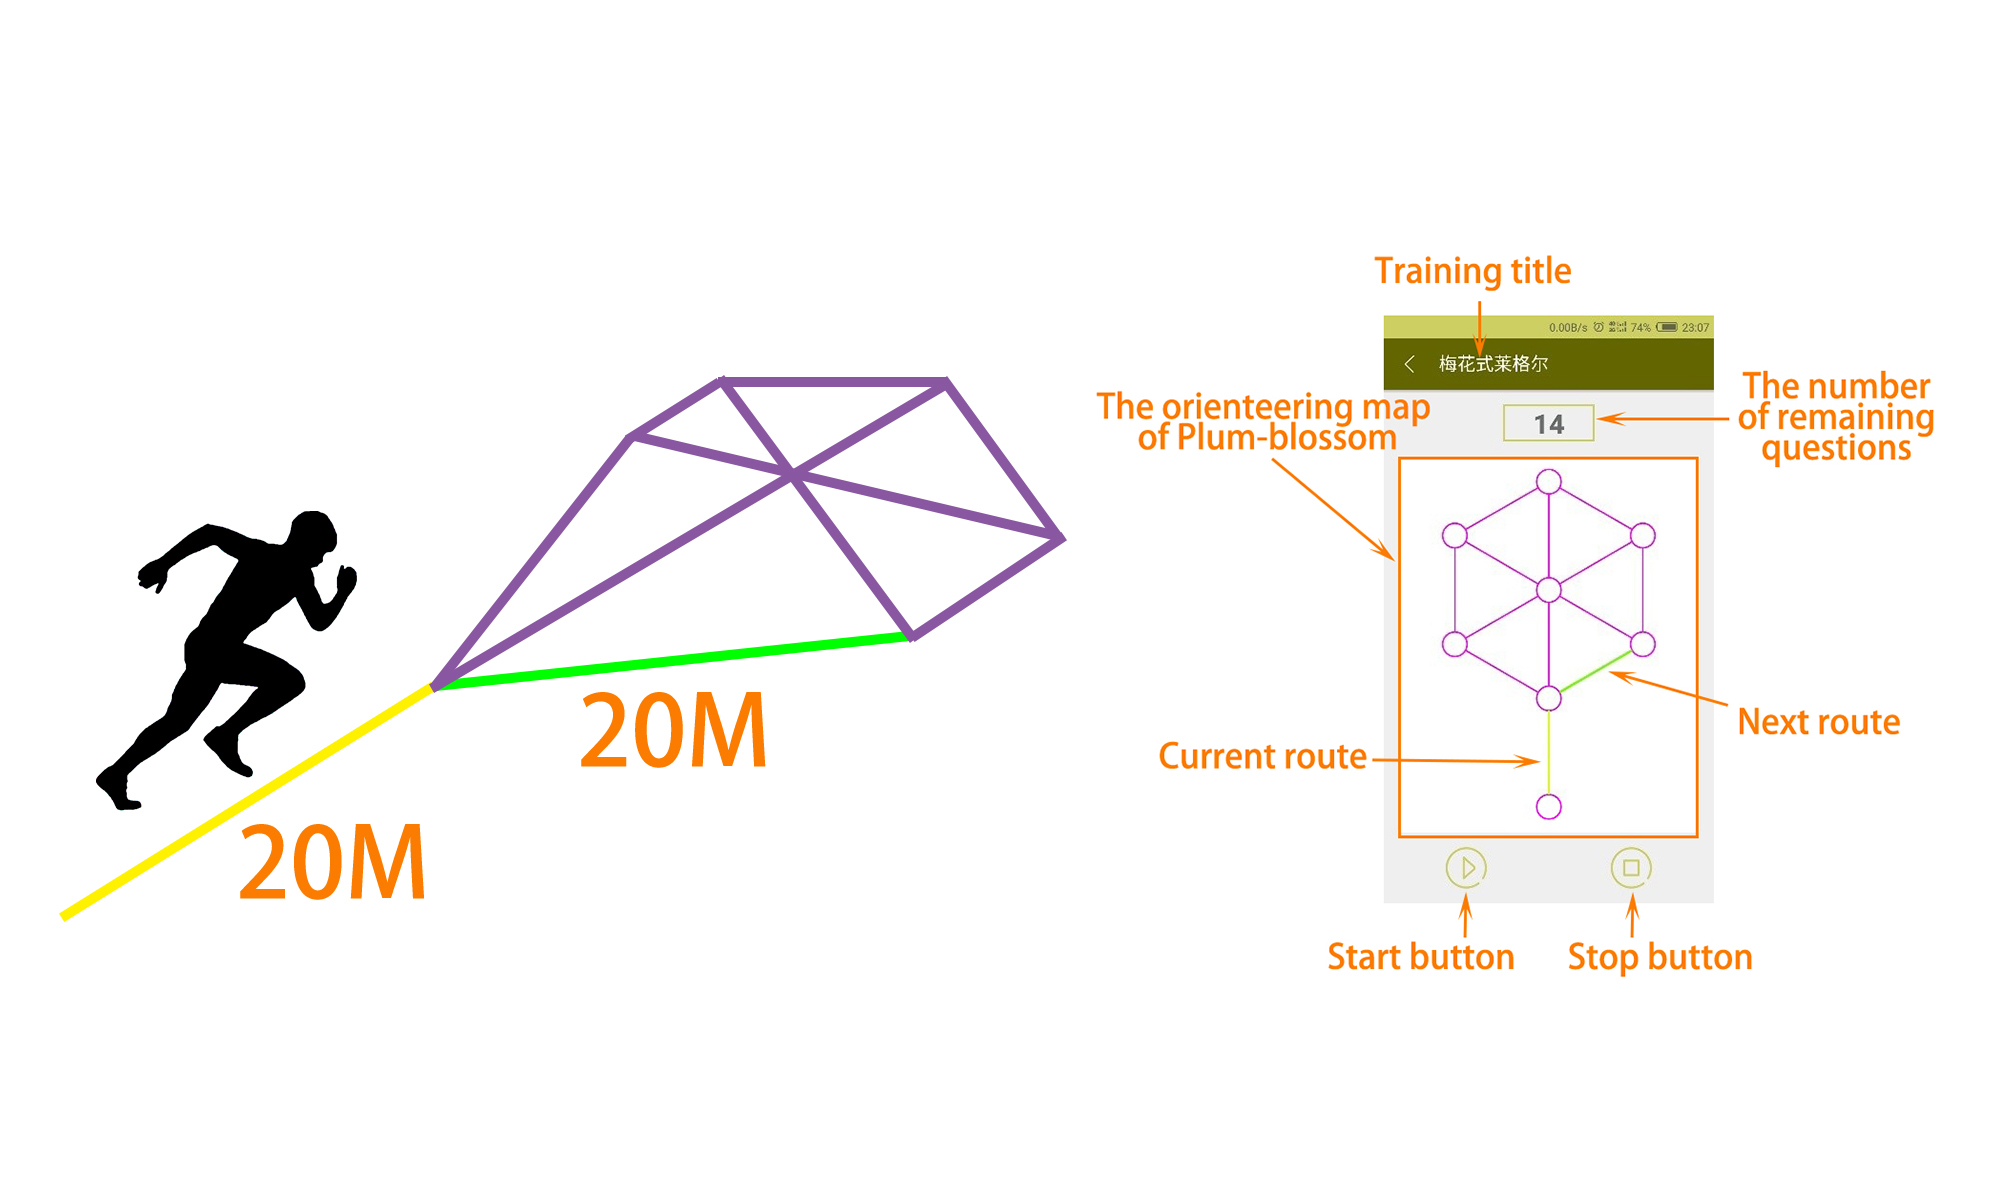 20M
20M
Training title
0.00B/s 74% 23:07
梅花式莱格尔
The orienteering map
of Plum-blossom
14
The number
of remaining
questions
Next route
Current route
Start button
Stop button